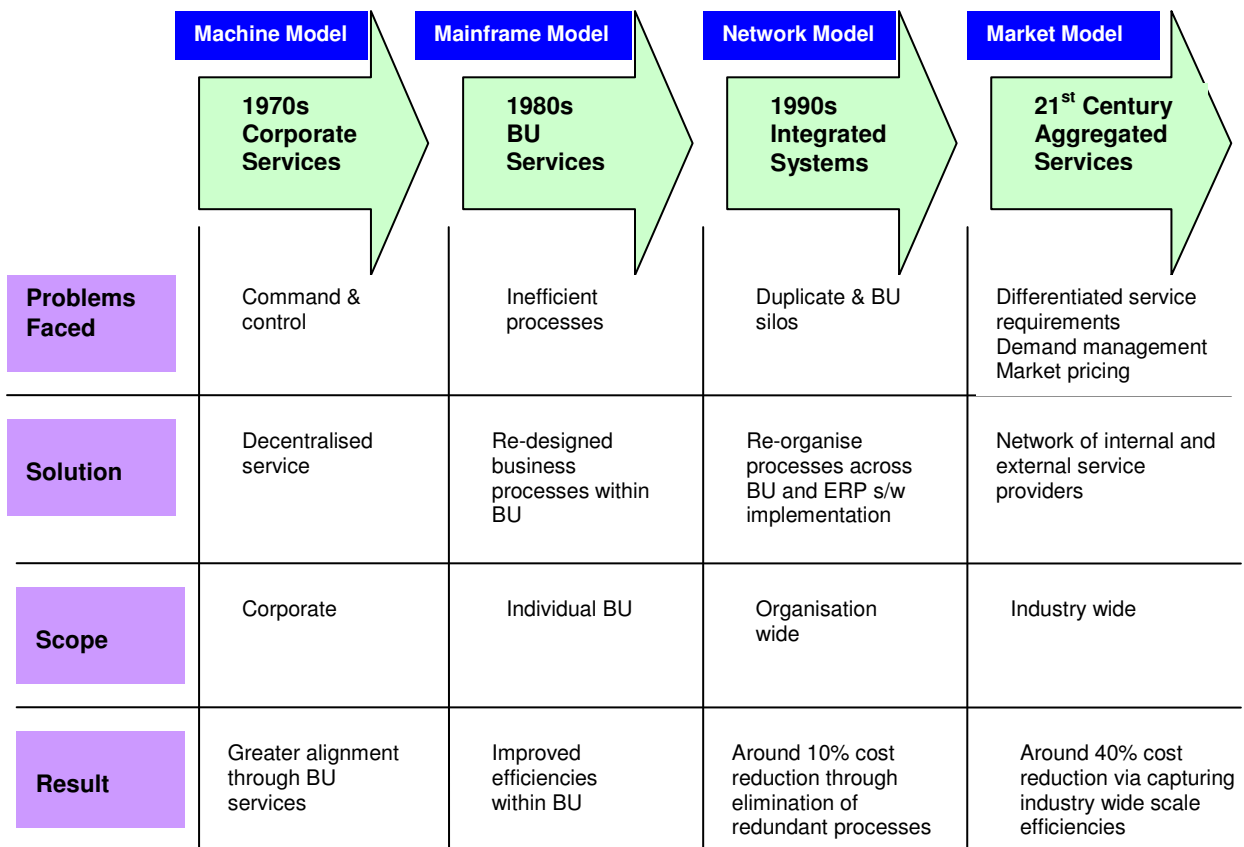 Machine Model
Mainframe Model
Network Model
Market Model
1970s
Corporate
Services
1980s
BU
Services
1990s
Integrated
Systems
21st Century
Aggregated
Services
Problems
Faced
Command &
control
Inefficient
processes
Duplicate & BU
silos
Differentiated service
requirements
Demand management
Market pricing
Solution
Decentralised
service
Re-designed
business
processes within
BU
Re-organise
processes across
BU and ERP s/w
implementation
Network of internal and
external service
providers
Scope
Corporate
Individual BU
Organisation
wide
Industry wide
Result
Greater alignment
through BU
services
Improved
efficiencies
within BU
Around 10% cost
reduction through
elimination of
redundant processes
Around 40% cost
reduction via capturing
industry wide scale
efficiencies